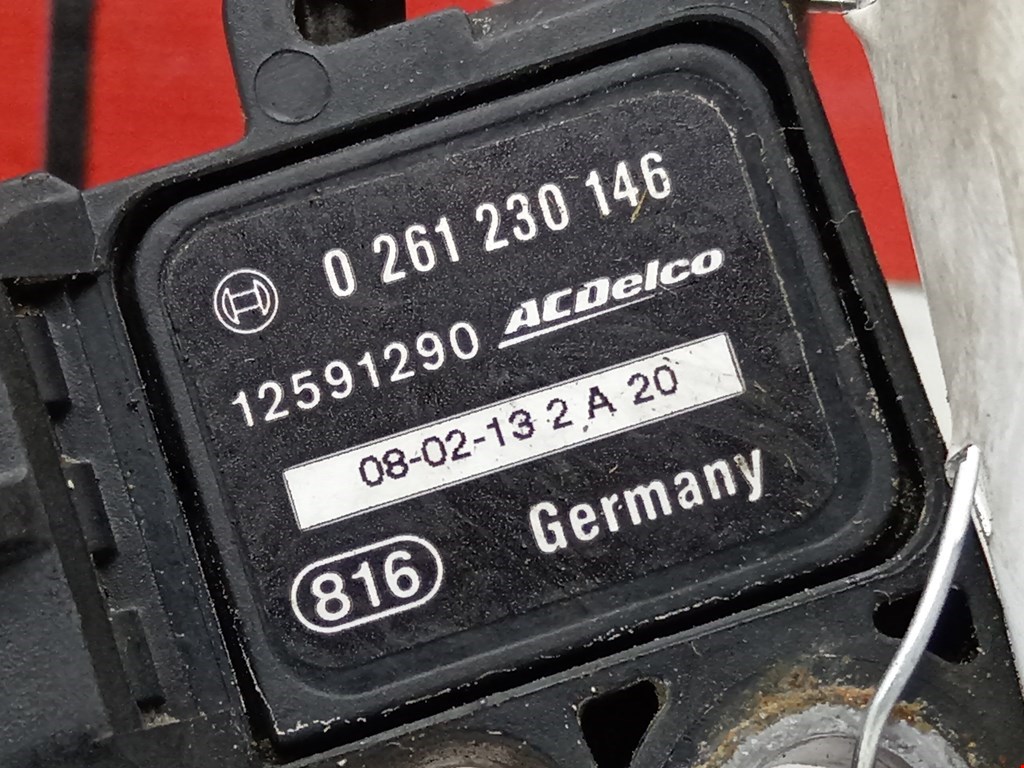 0 261 230 146
12591290 ACDelco
08-02-13 2 A 20
816 Germany